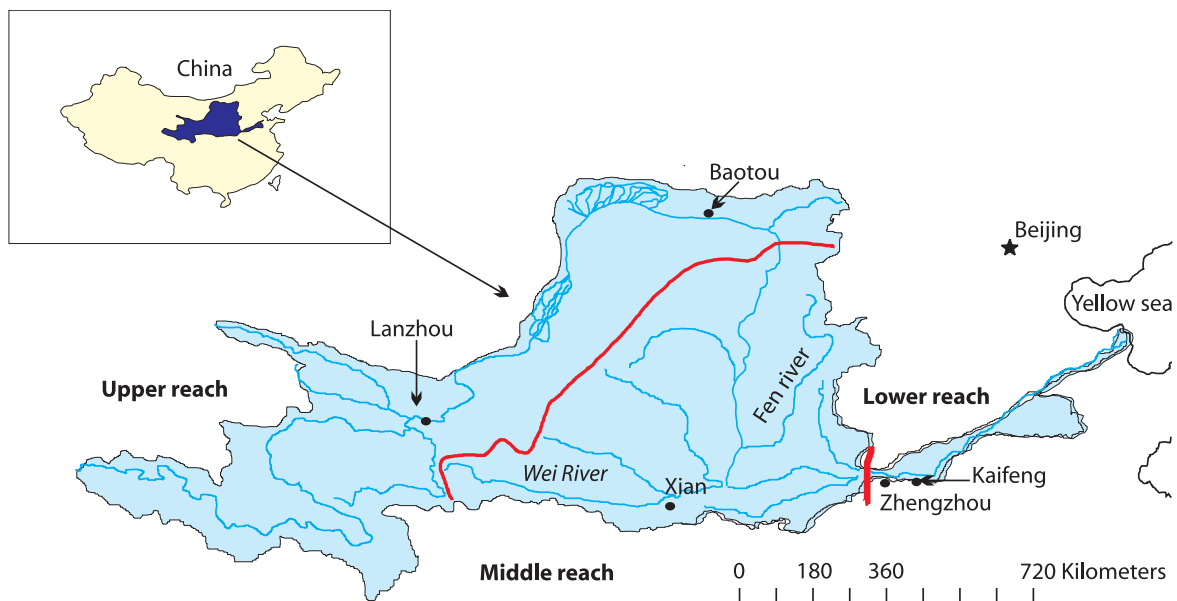 China
Baotou
Beijing
Yellow sea
Lanzhou
Upper reach
Fen river
Lower reach
Wei River
Xian
Kaifeng
Zhengzhou
Middle reach
0 180 360 720 Kilometers